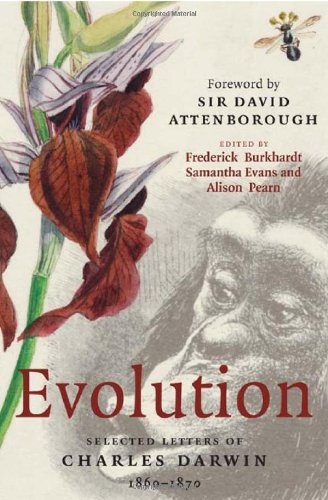 Foreword by
SIR DAVID
ATTENBOROUGH
EDITED BY
Frederick Burkhardt
Samantha Evans and
Alison Pearn
Evolution
SELECTED LETTERS OF
CHARLES DARWIN
1860–1870